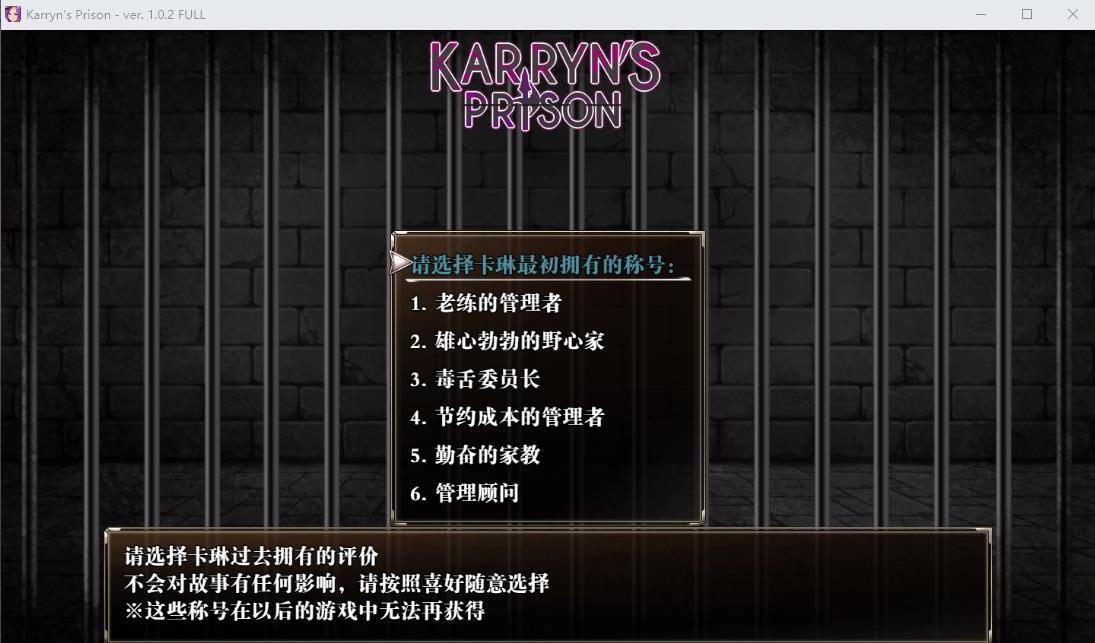 Karryn's Prison - ver. 1.0.2 FULL
KARRYN'S
PRISON
请选择卡琳最初拥有的称号：
1. 老练的管理者
2. 雄心勃勃的野心家
3. 毒舌委员长
4. 节约成本的管理者
5. 勤奋的家教
6. 管理顾问
请选择卡琳过去拥有的评价
不会对故事有任何影响，请按照喜好随意选择
※这些称号在以后的游戏中无法再获得